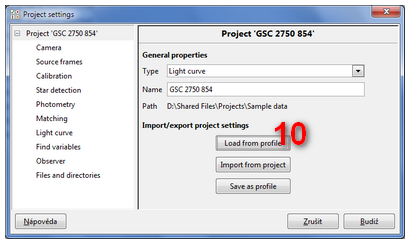 Project settings
Project 'GSC 2750 854'
Camera
Source frames
Calibration
Star detection
Photometry
Matching
Light curve
Find variables
Observer
Files and directories
Project 'GSC 2750 854'
General properties
Type Light curve
Name GSC 2750 854
Path D:\Shared Files\Projects\Sample data
Import/export project settings
Load from profile 10
Import from project
Save as profile
Nápověda Zrušit Budiž